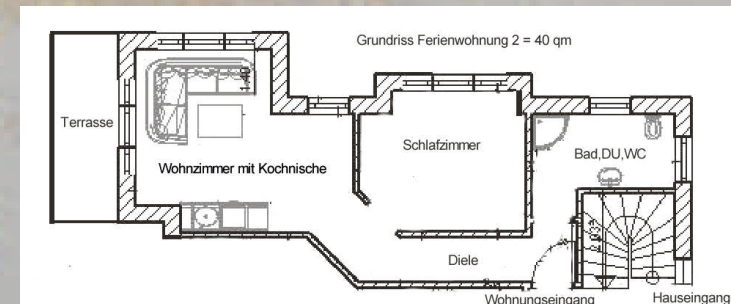 Grundriss Ferienwohnung 2 = 40 qm
Terrasse
Schlafzimmer
Bad,DU,WC
Wohnzimmer mit Kochnische
Diele
Wohnungseingang
Hauseingang